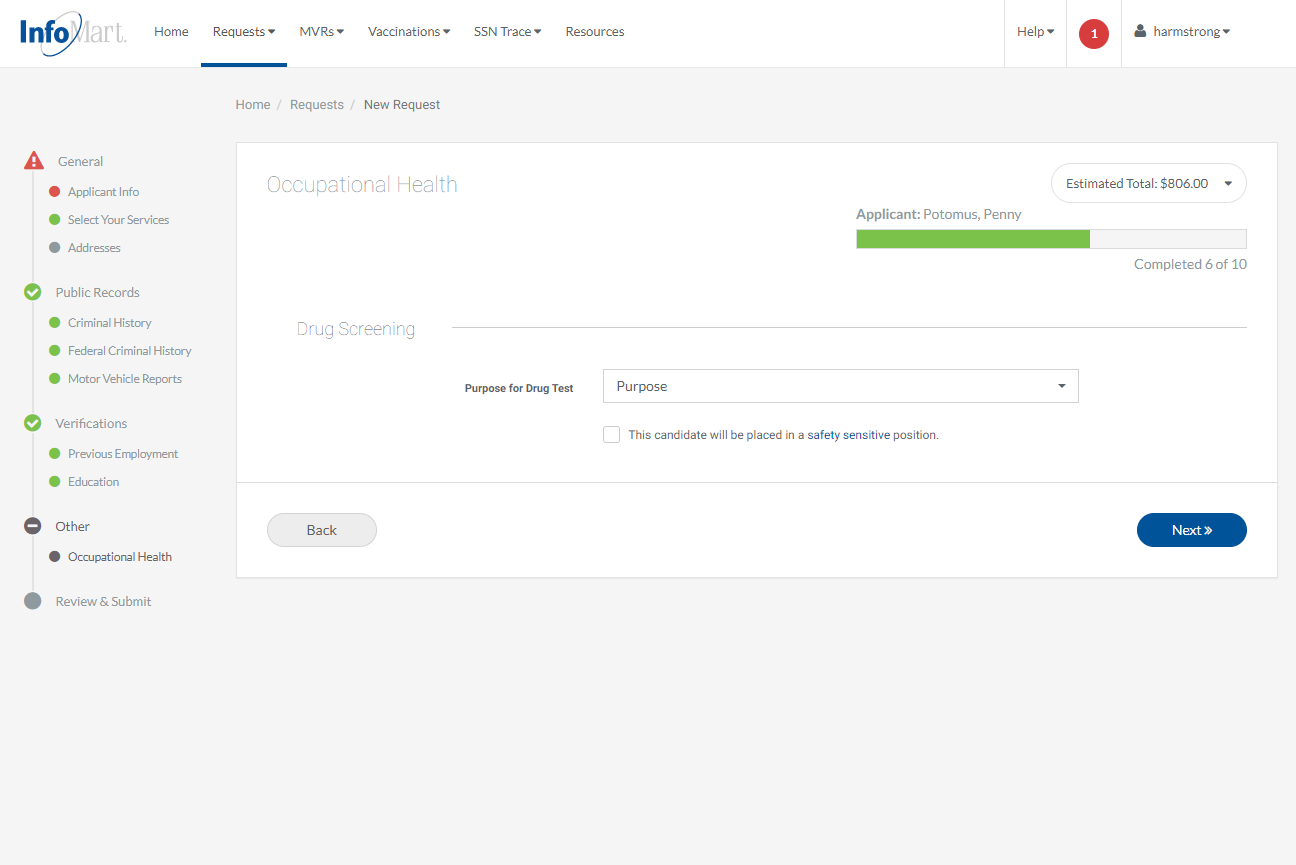 InfoMart.
Home Requests MVRs Vaccinations SSN Trace Resources Help 1 harmstrong
Home / Requests / New Request
General
Applicant Info
Select Your Services
Addresses
Public Records
Criminal History
Federal Criminal History
Motor Vehicle Reports
Verifications
Previous Employment
Education
Other
Occupational Health
Review & Submit
Occupational Health
Estimated Total: $806.00
Applicant: Potomus, Penny
Completed 6 of 10
Drug Screening
Purpose for Drug Test Purpose
This candidate will be placed in a safety sensitive position.
Back Next »